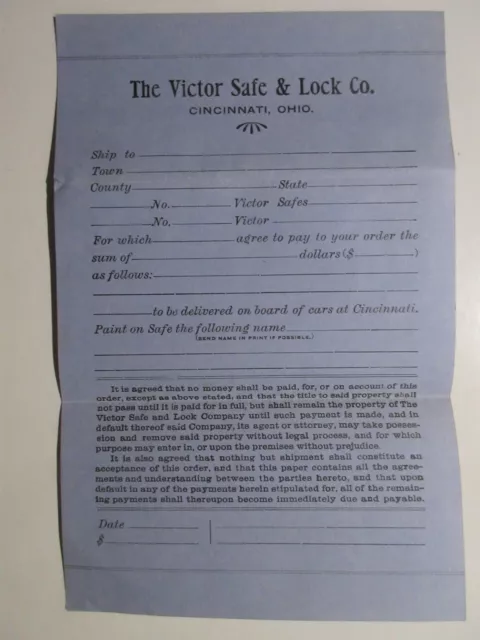 The Victor Safe & Lock Co.
CINCINNATI, OHIO.
Ship to
Town
County State
No. Victor Safes
No. Victor
For which agree to pay to your order the
sum of dollars ($ )
as follows:
to be delivered on board of cars at Cincinnati.
Paint on Safe the following name
(SEND NAME IN PRINT IF POSSIBLE.)
It is agreed that no money shall be paid, for, or on account of this
order, except as above stated, and that the title to said property shall
not pass until it is paid for in full, but shall remain the property of The
Victor Safe and Lock Company until such payment is made, and in
default thereof said Company, its agent or attorney, may take posses-
sion and remove said property without legal process, and for which
purpose may enter in, or upon the premises without prejudice.
It is also agreed that nothing but shipment shall constitute an
acceptance of this order, and that this paper contains all the agree-
ments and understanding between the parties hereto, and that upon
default in any of the payments herein stipulated for, all of the remain-
ing payments shall thereupon become immediately due and payable.
Date
$